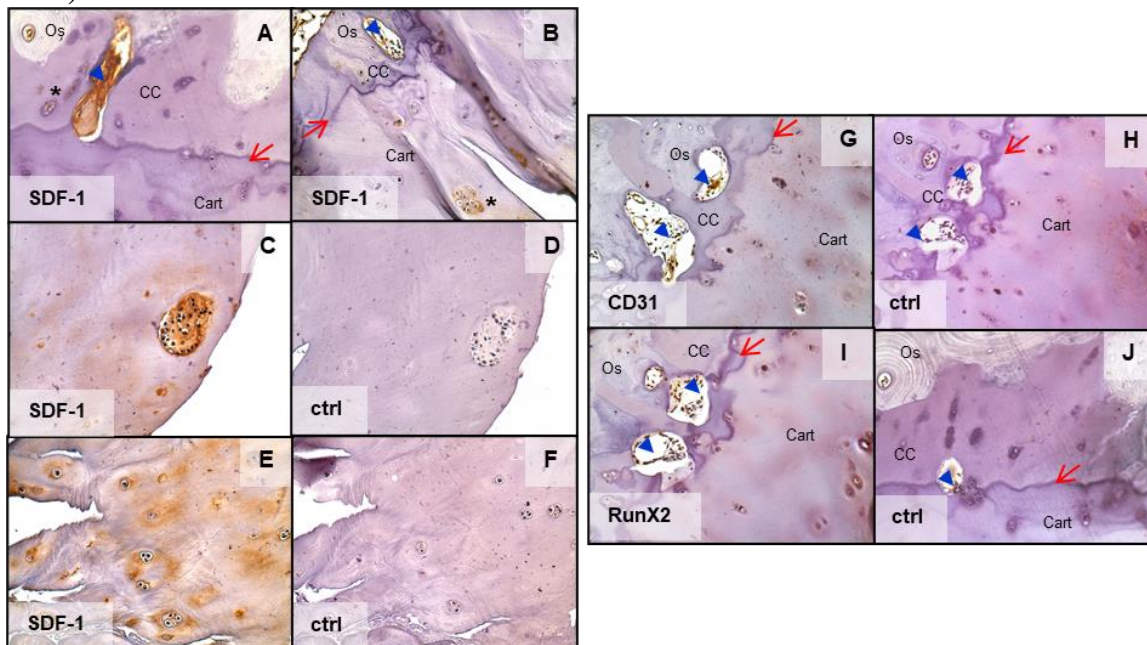 Os
A
*
CC
Cart
SDF-1
Os
B
CC
Cart
*
SDF-1
C
SDF-1
D
ctrl
E
SDF-1
F
ctrl
G
Os
CC
Cart
CD31
H
Os
CC
Cart
ctrl
I
CC
Os
Cart
RunX2
J
Os
CC
Cart
ctrl